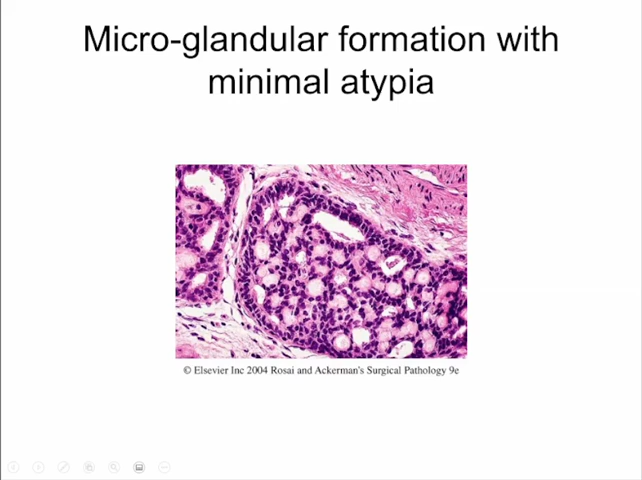 Micro-glandular formation with
minimal atypia
© Elsevier Inc 2004 Rosai and Ackerman's Surgical Pathology 9e